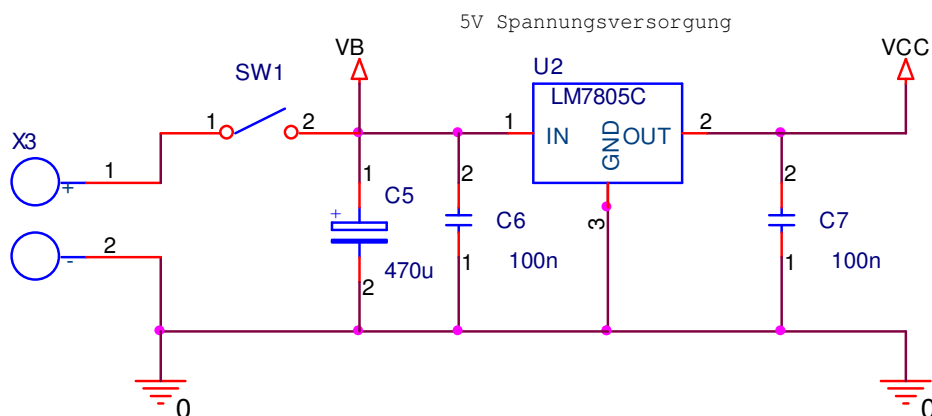 5V Spannungsversorgung
VB
VCC
SW1
U2
LM7805C
1
2
1
IN
GND
OUT
2
X3
1
+
3
1
+
C5
470u
2
2
C6
100n
1
2
C7
100n
1
2
-
0
0